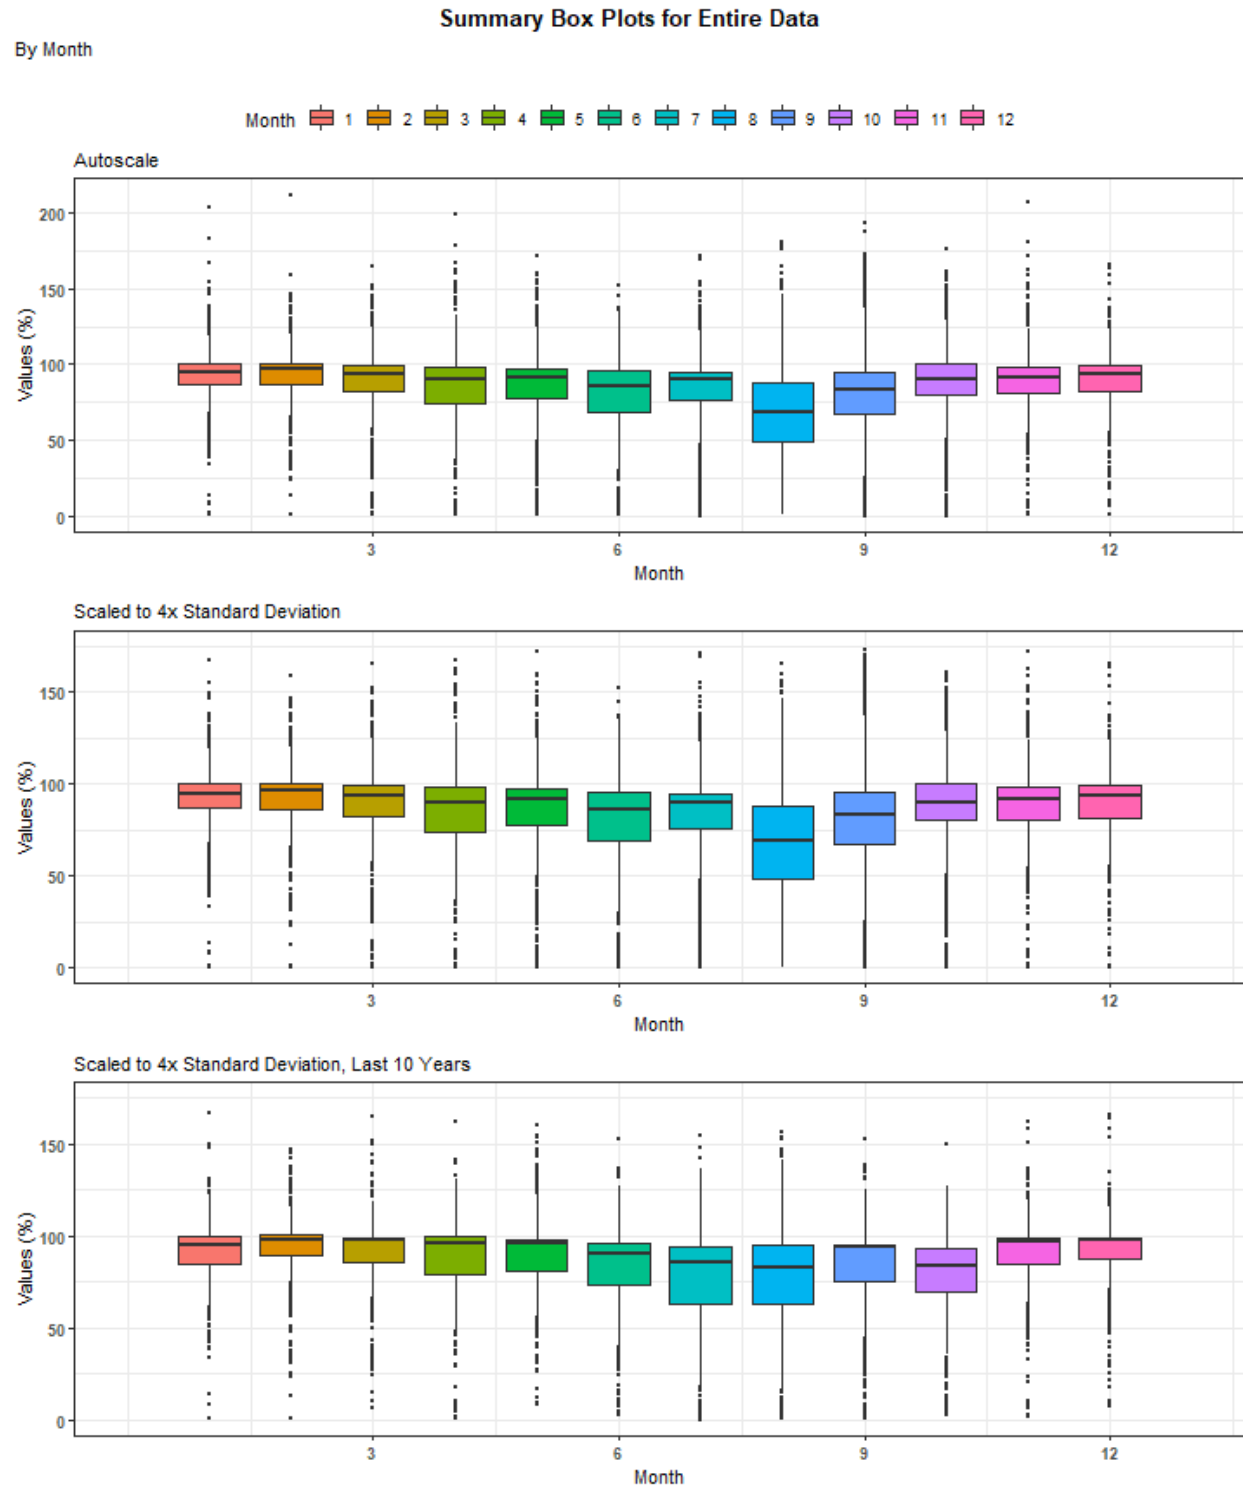 Summary Box Plots for Entire Data
By Month
Month 1 2 3 4 5 6 7 8 9 10 11 12
Autoscale
200
150
100
50
0
Values (%)
3 6 9 12
Month
Scaled to 4x Standard Deviation
150
100
50
0
Values (%)
3 6 9 12
Month
Scaled to 4x Standard Deviation, Last 10 Years
150
100
50
0
Values (%)
3 6 9 12
Month